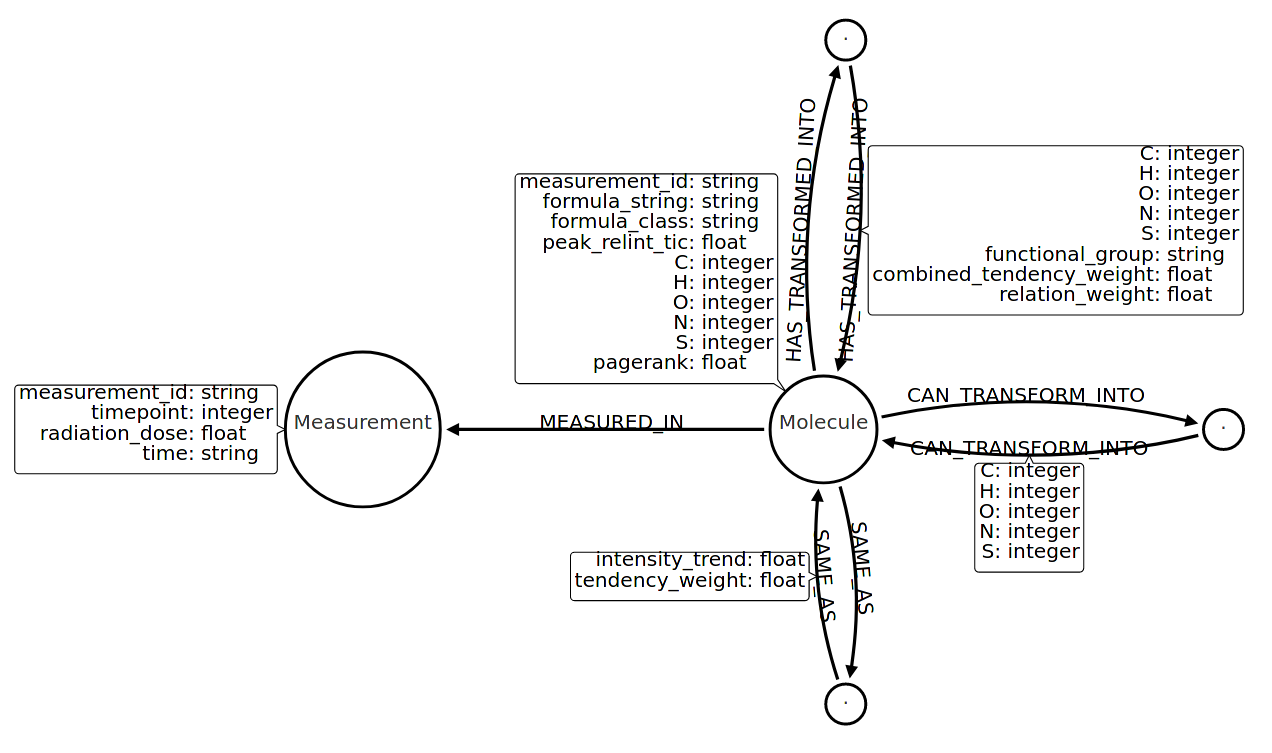 .
HAS_TRANSFORMED_INTO
HAS_TRANSFORMED_INTO
C: integer
H: integer
O: integer
N: integer
S: integer
functional_group: string
combined_tendency_weight: float
relation_weight: float
measurement_id: string
formula_string: string
formula_class: string
peak_relint_tic: float
C: integer
H: integer
O: integer
N: integer
S: integer
pagerank: float
measurement_id: string
timepoint: integer
radiation_dose: float
time: string
Measurement
MEASURED_IN
Molecule
CAN_TRANSFORM_INTO
.
CAN_TRANSFORM_INTO
C: integer
H: integer
O: integer
N: integer
S: integer
intensity_trend: float
tendency_weight: float
SAME_AS
SAME_AS
.